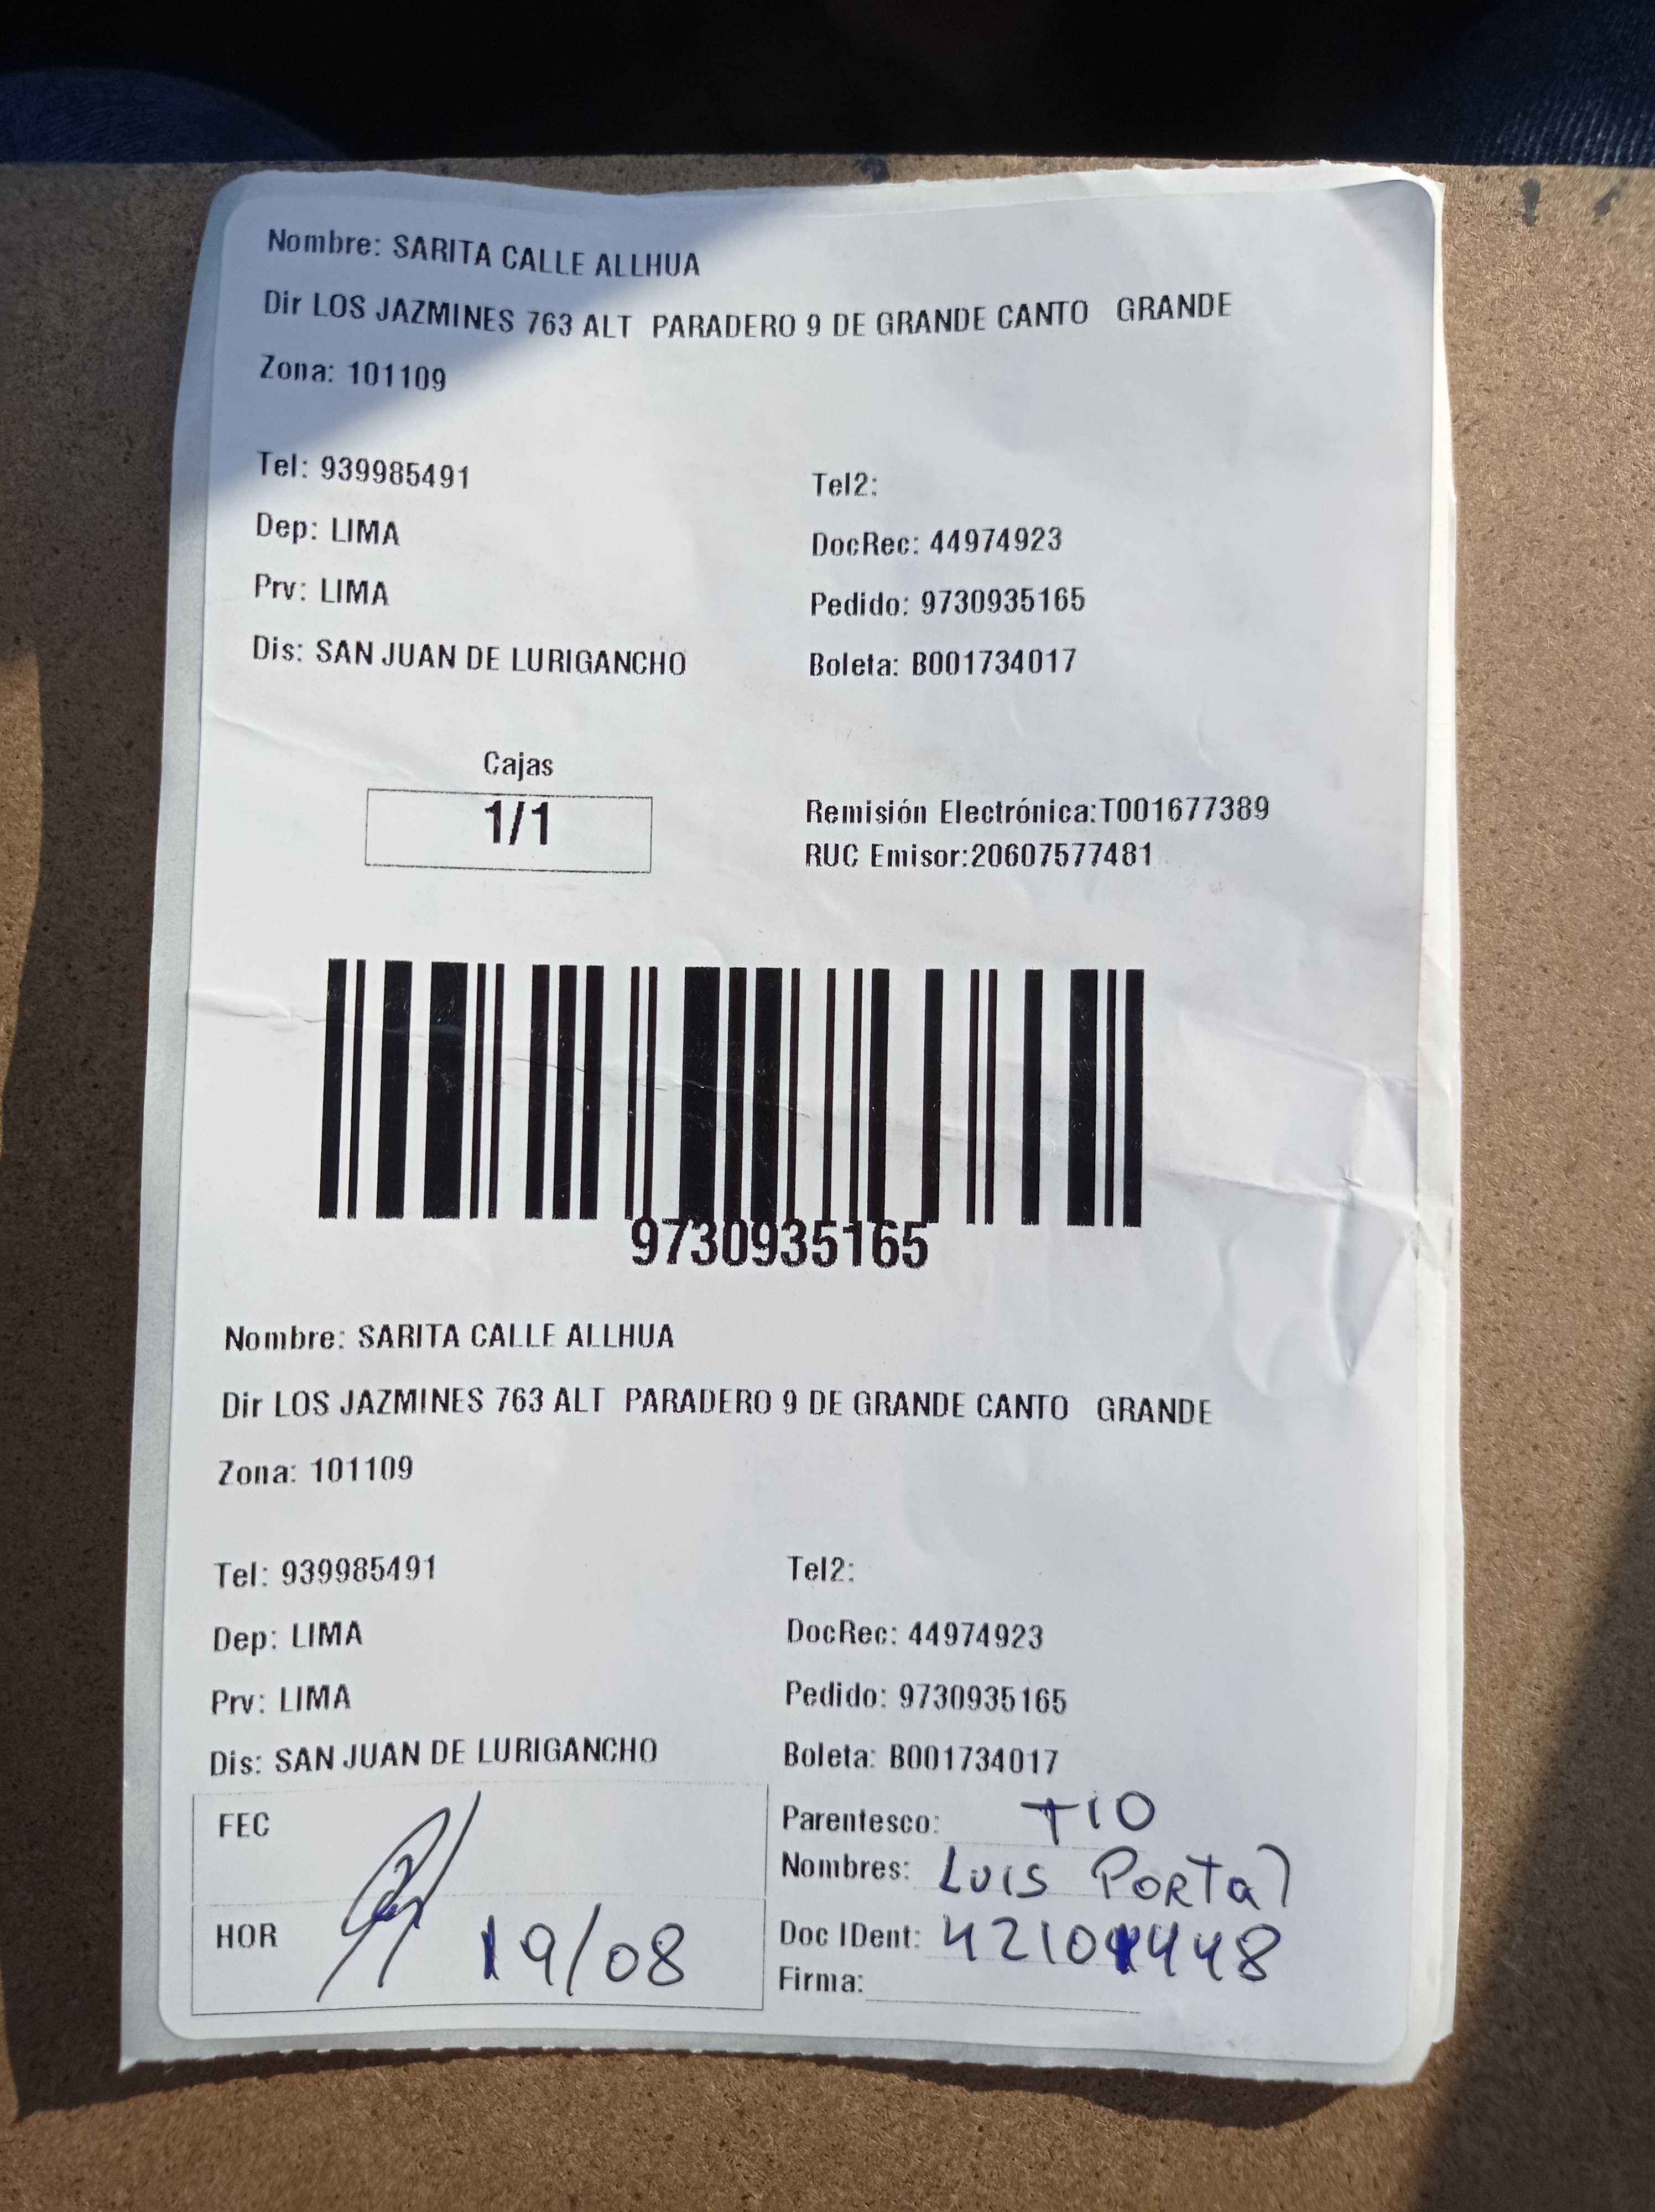 Nombre: SARITA CALLE ALLHUA
Dir LOS JAZMINES 763 ALT PARADERO 9 DE GRANDE CANTO GRANDE
Zona: 101109
Tel: 939985491 Tel2:
Dep: LIMA DocRec: 44974923
Prv: LIMA Pedido: 9730935165
Dis: SAN JUAN DE LURIGANCHO Boleta: B001734017
Cajas
1/1
Remisión Electrónica:T001677389
RUC Emisor:20607577481
9730935165
Nombre: SARITA CALLE ALLHUA
Dir LOS JAZMINES 763 ALT PARADERO 9 DE GRANDE CANTO GRANDE
Zona: 101109
Tel: 939985491 Tel2:
Dep: LIMA DocRec: 44974923
Prv: LIMA Pedido: 9730935165
Dis: SAN JUAN DE LURIGANCHO Boleta: B001734017
FEC Parentesco: TIO
Nombres: Luis Portal
HOR 19/08 Doc IDent:
Firma: